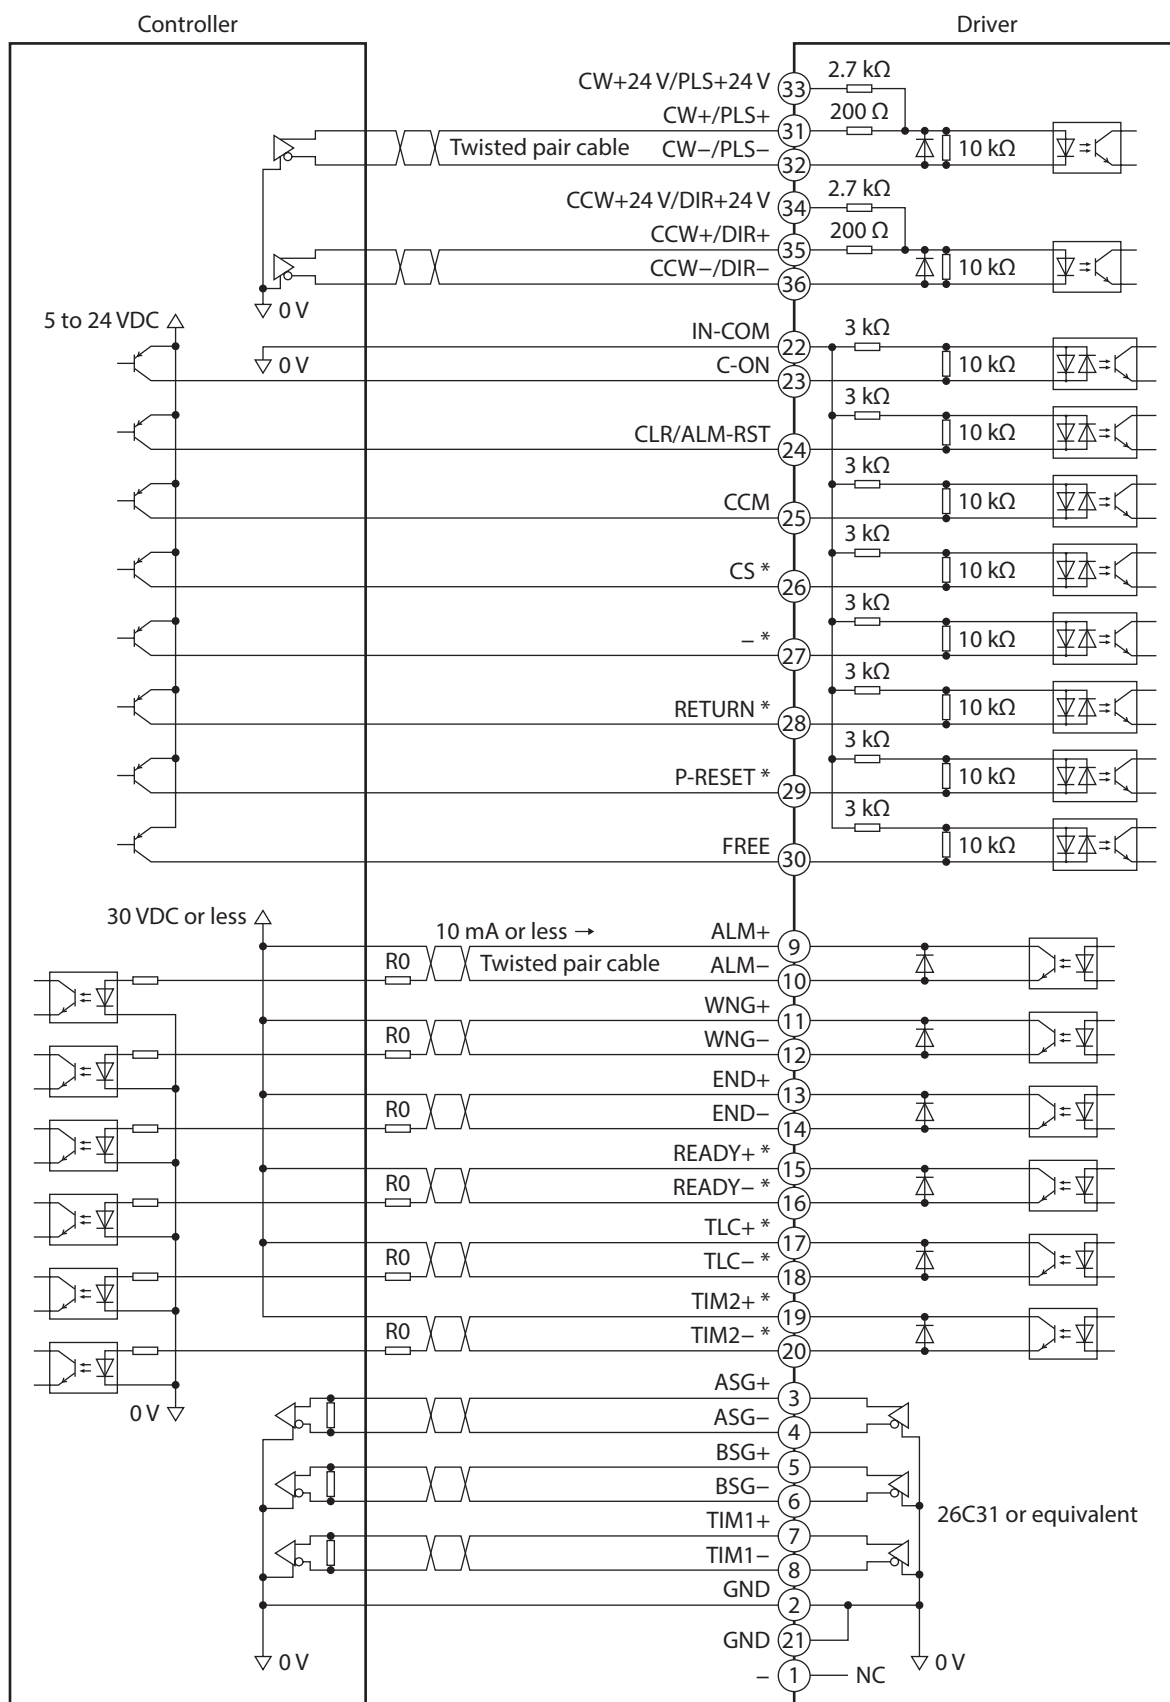 Controller
Driver
CW+24 V/PLS+24 V
33
2.7 kΩ
CW+/PLS+
31
200 Ω
Twisted pair cable
CW−/PLS−
32
10 kΩ
CCW+24 V/DIR+24 V
34
2.7 kΩ
CCW+/DIR+
35
200 Ω
CCW−/DIR−
36
10 kΩ
0 V
5 to 24 VDC
IN-COM
22
3 kΩ
0 V
C-ON
23
10 kΩ
3 kΩ
CLR/ALM-RST
24
10 kΩ
3 kΩ
CCM
25
10 kΩ
3 kΩ
CS *
26
10 kΩ
3 kΩ
− *
27
10 kΩ
3 kΩ
RETURN *
28
10 kΩ
3 kΩ
P-RESET *
29
10 kΩ
3 kΩ
FREE
30
10 kΩ
30 VDC or less
10 mA or less →
ALM+
9
R0
Twisted pair cable
ALM−
10
WNG+
11
R0
WNG−
12
END+
13
R0
END−
14
READY+ *
15
R0
READY− *
16
TLC+ *
17
R0
TLC− *
18
TIM2+ *
19
R0
TIM2− *
20
0 V
ASG+
3
ASG−
4
BSG+
5
BSG−
6
26C31 or equivalent
TIM1+
7
TIM1−
8
GND
2
GND
21
0 V
0 V
−
1
NC